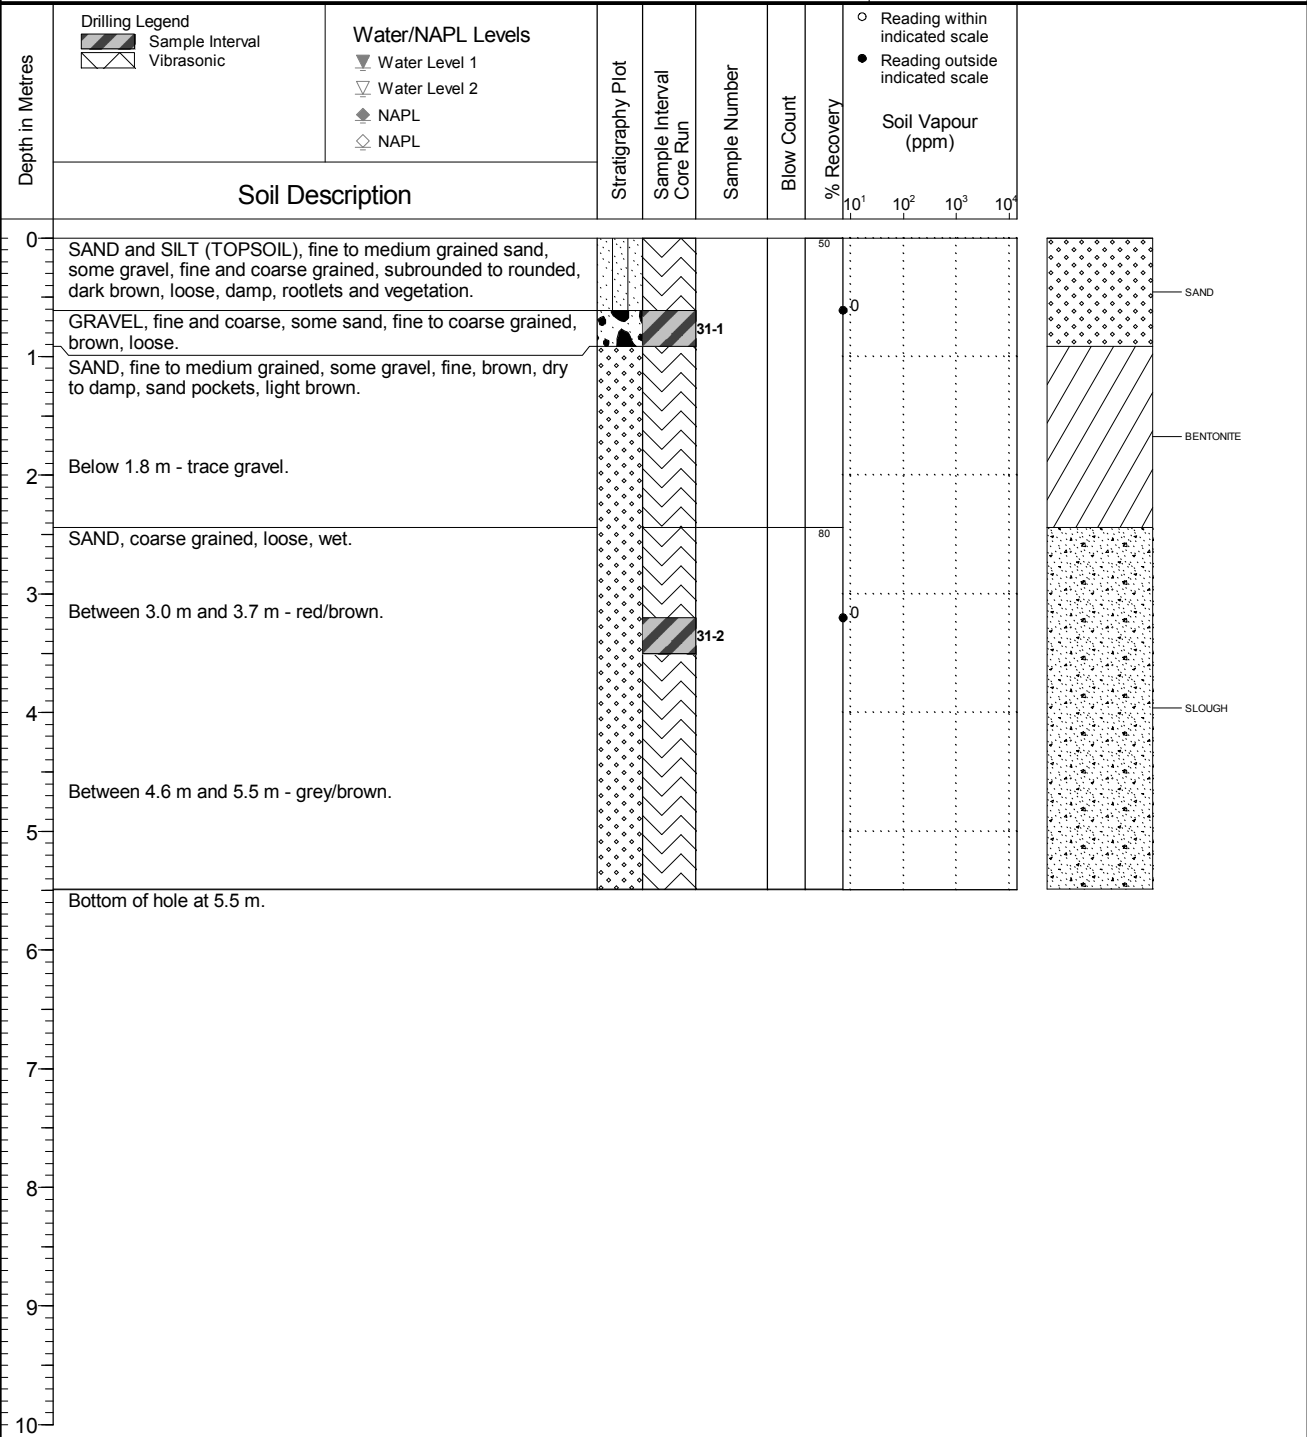 Drilling Legend
Sample Interval
Vibrasonic
Water/NAPL Levels
Water Level 1
Water Level 2
NAPL
NAPL
Depth in Metres
Soil Description
Stratigraphy Plot
Sample Interval
Core Run
Sample Number
Blow Count
% Recovery
Reading within
indicated scale
Reading outside
indicated scale
Soil Vapour
(ppm)
10¹ 10² 10³ 10⁴
0
SAND and SILT (TOPSOIL), fine to medium grained sand,
some gravel, fine and coarse grained, subrounded to rounded,
dark brown, loose, damp, rootlets and vegetation.
50
SAND
0
GRAVEL, fine and coarse, some sand, fine to coarse grained,
brown, loose.
31-1
1
SAND, fine to medium grained, some gravel, fine, brown, dry
to damp, sand pockets, light brown.
BENTONITE
Below 1.8 m - trace gravel.
2
SAND, coarse grained, loose, wet.
80
3
Between 3.0 m and 3.7 m - red/brown.
0
31-2
4
SLOUGH
Between 4.6 m and 5.5 m - grey/brown.
5
Bottom of hole at 5.5 m.
6
7
8
9
10